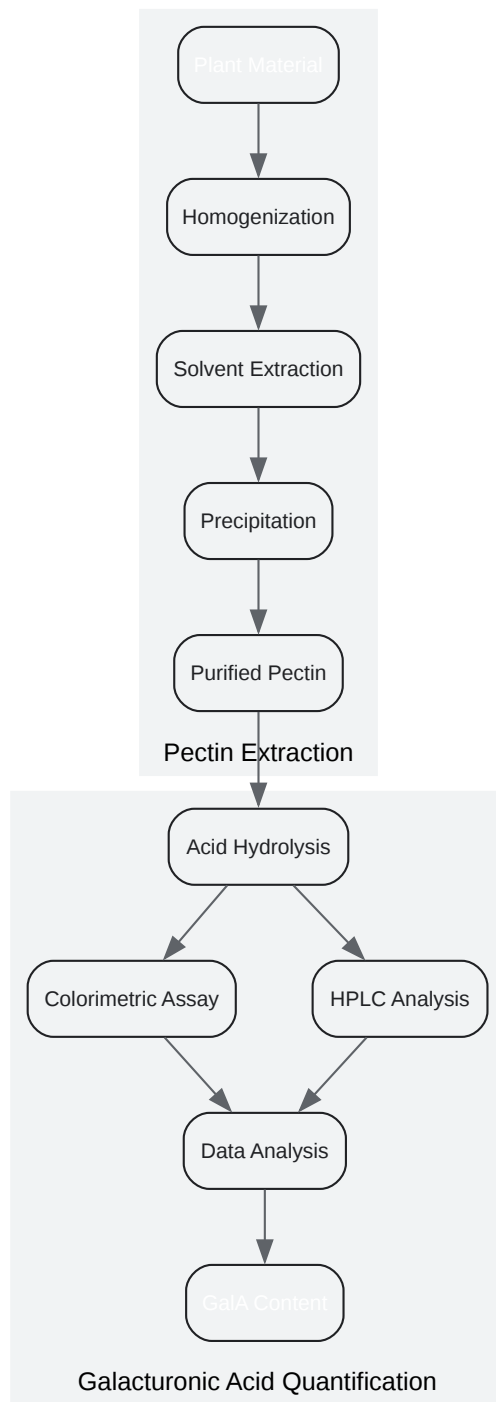 Plant Material
Homogenization
Solvent Extraction
Precipitation
Purified Pectin
Pectin Extraction
Acid Hydrolysis
Colorimetric Assay
HPLC Analysis
Data Analysis
GalA Content
Galacturonic Acid Quantification